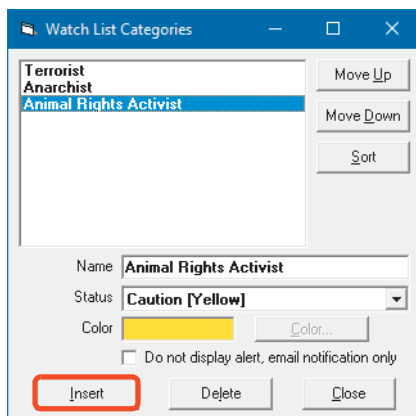 Watch List Categories
Terrorist
Anarchist
Animal Rights Activist
Move Up
Move Down
Sort
Name Animal Rights Activist
Status Caution [Yellow]
Color Color...
Do not display alert, email notification only
Insert Delete Close